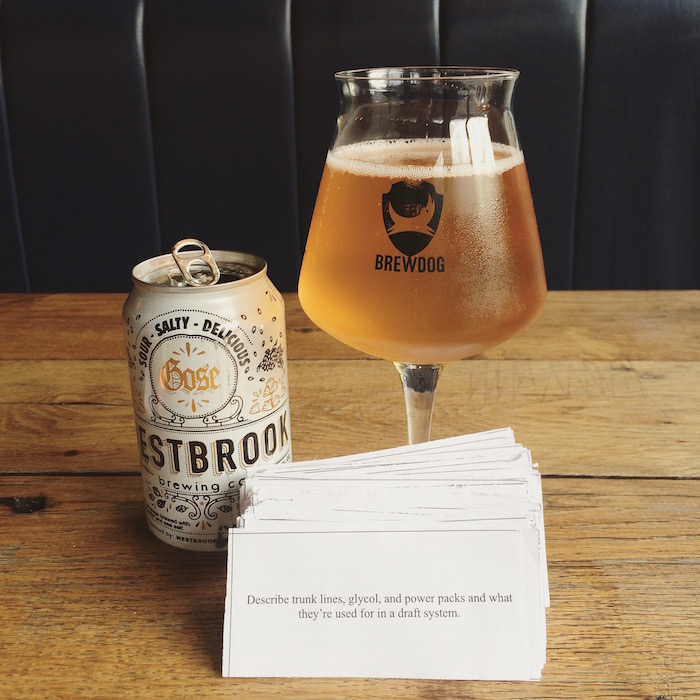 BREWDOG
SOUR - SALTY - DELICIOUS
Gose
ESTBROOK
brewing co
Describe trunk lines, glycol, and power packs and what
they're used for in a draft system.